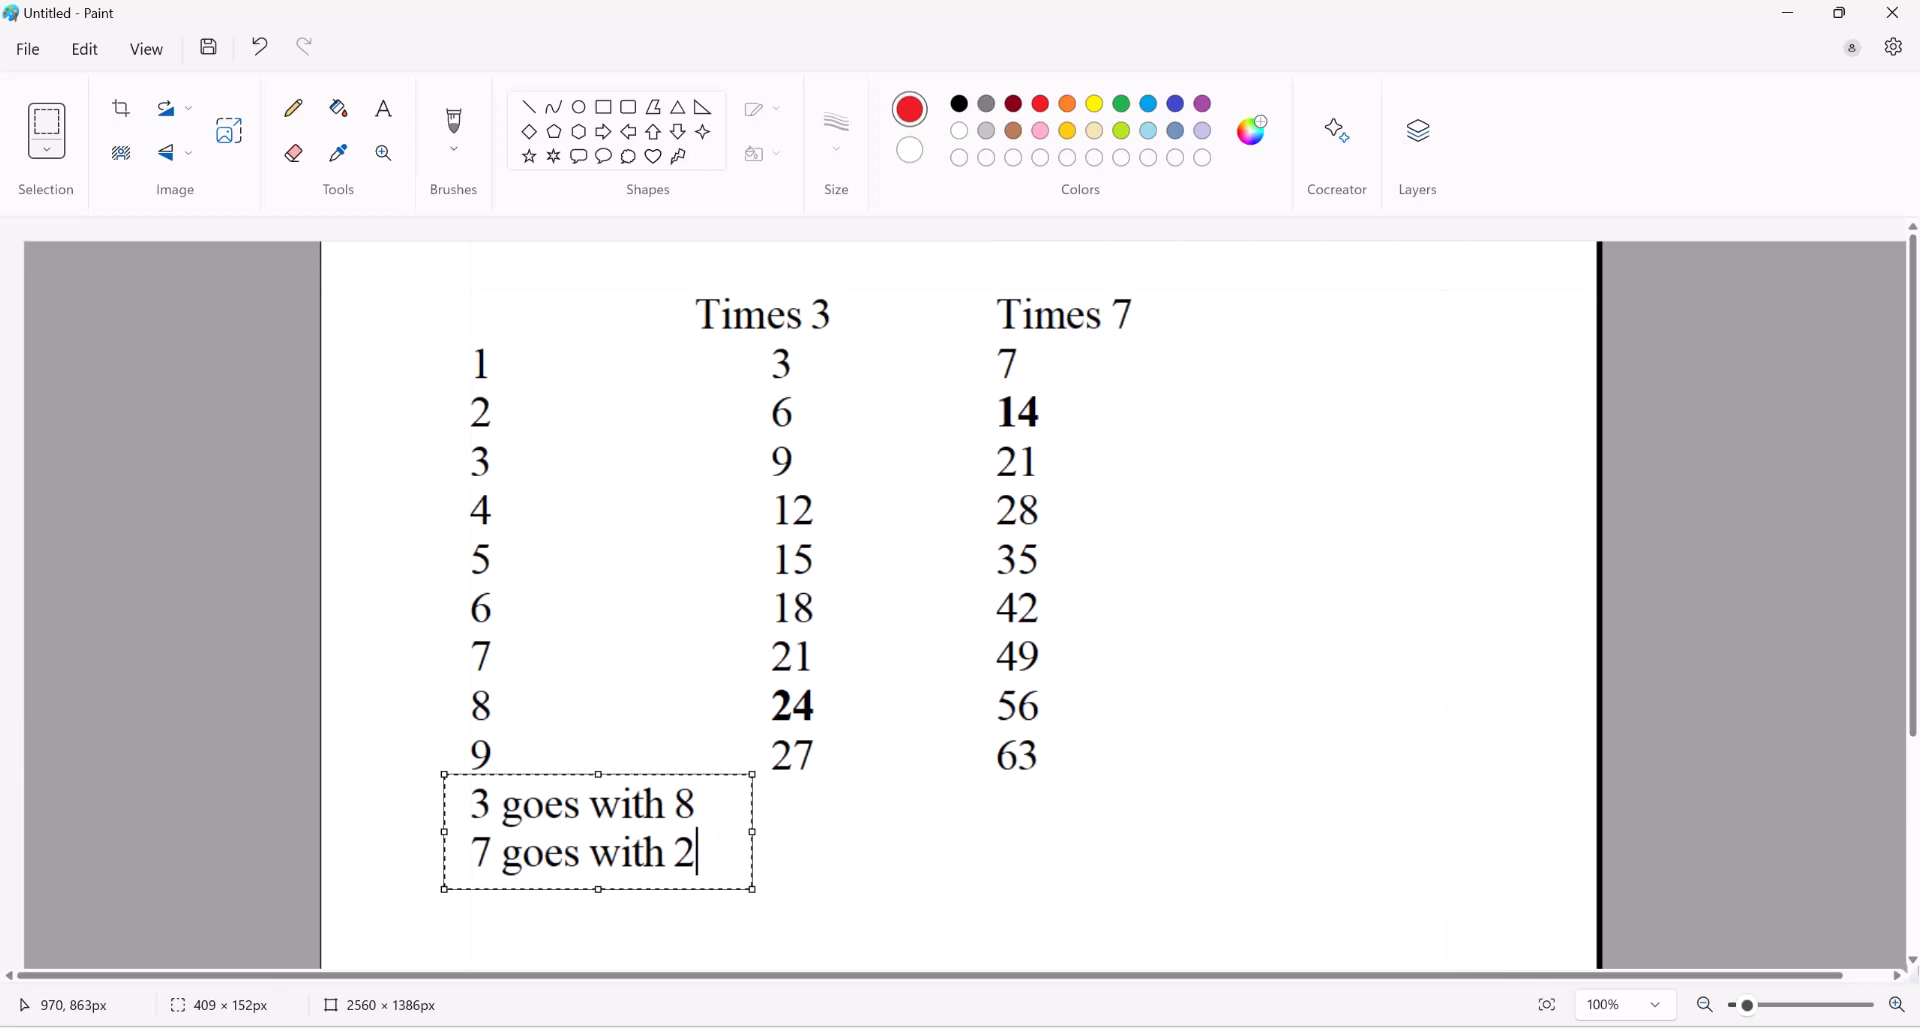 Untitled - Paint
File Edit View
Selection Image Tools Brushes Shapes Size Colors Cocreator Layers
Times 3 Times 7
1 3 7
2 6 14
3 9 21
4 12 28
5 15 35
6 18 42
7 21 49
8 24 56
9 27 63
3 goes with 8
7 goes with 2
970, 863px 409 × 152px 2560 × 1386px 100%